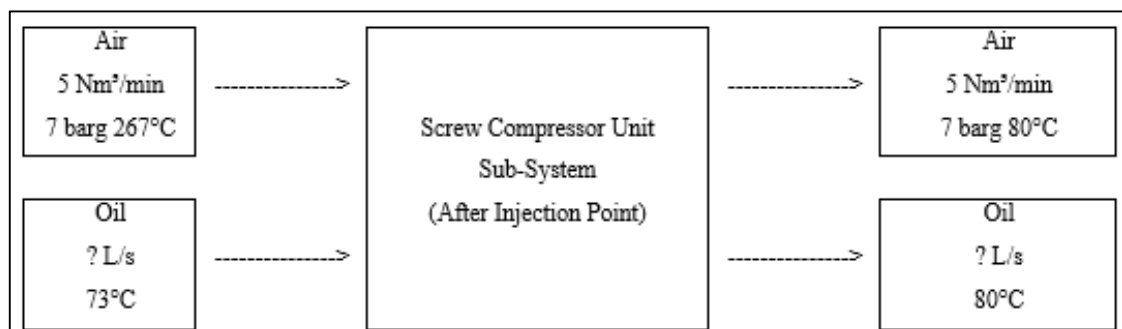 Air
5 Nm³/min
7 barg 267°C
Oil
? L/s
73°C
--------------->
--------------->
Screw Compressor Unit
Sub-System
(After Injection Point)
--------------->
--------------->
Air
5 Nm³/min
7 barg 80°C
Oil
? L/s
80°C